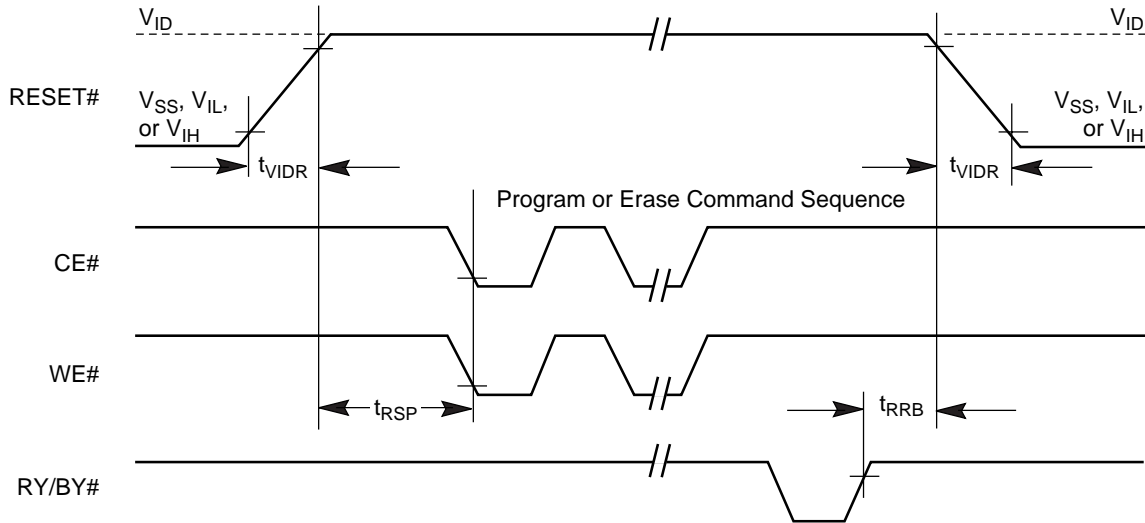 VID
VID
RESET#
VSS, VIL,
or VIH
VSS, VIL,
or VIH
tVIDR
tVIDR
Program or Erase Command Sequence
CE#
WE#
tRSP
tRRB
RY/BY#